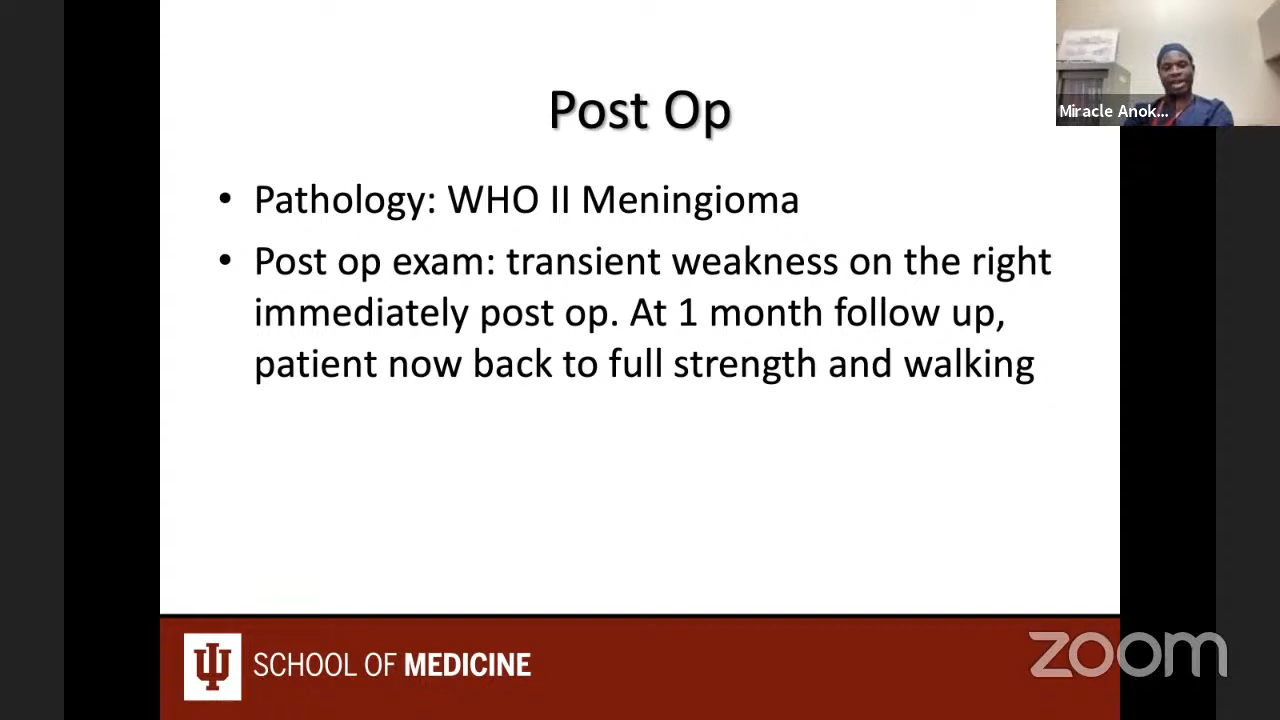 Post Op
Miracle Anok...
• Pathology: WHO II Meningioma
• Post op exam: transient weakness on the right
immediately post op. At 1 month follow up,
patient now back to full strength and walking
SCHOOL OF MEDICINE
zoom